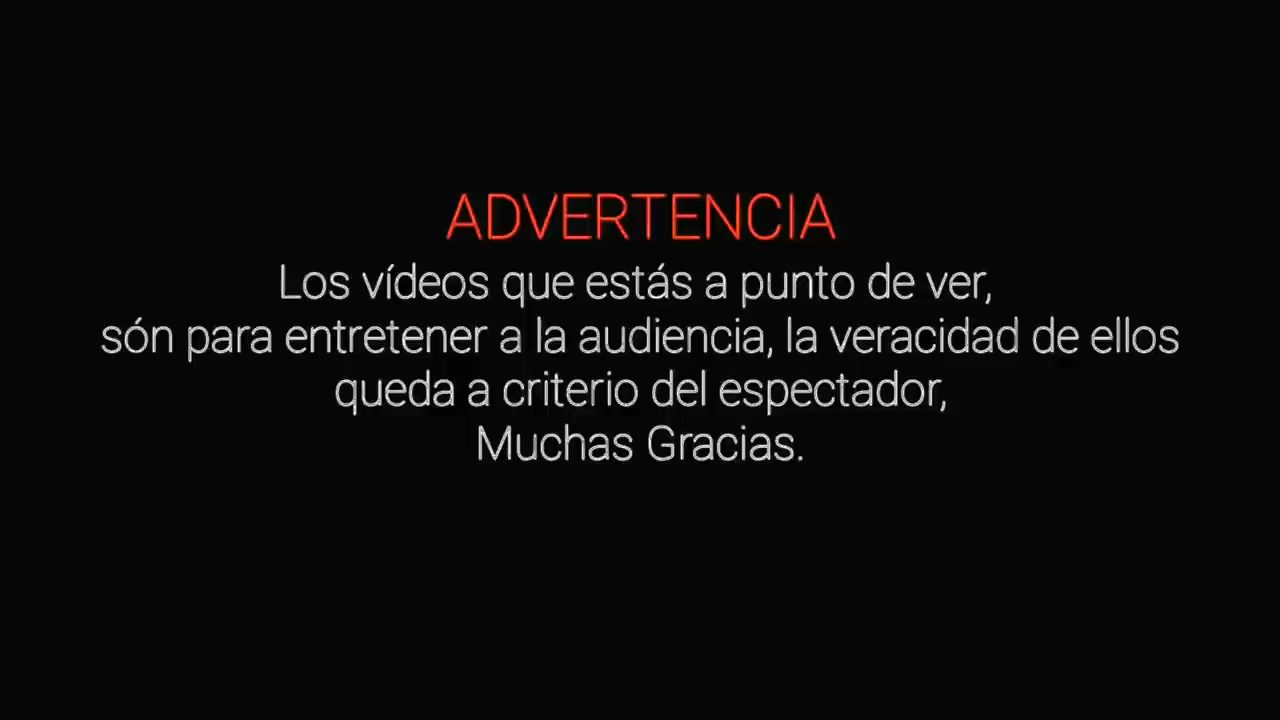 ADVERTENCIA
Los vídeos que estás a punto de ver,
són para entretener a la audiencia, la veracidad de ellos
queda a criterio del espectador,
Muchas Gracias.